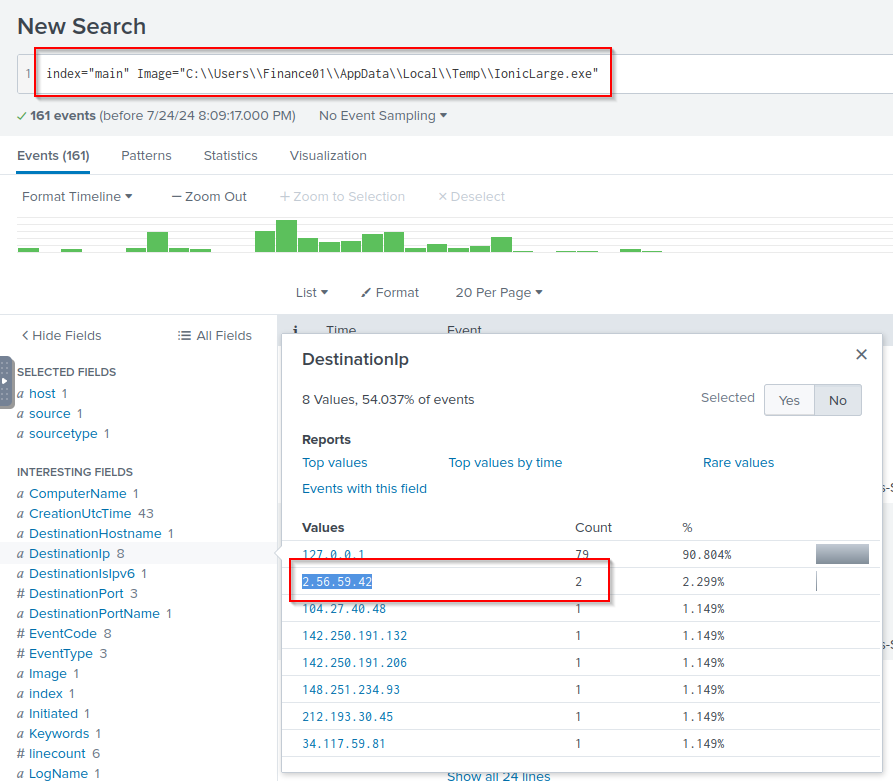 New Search
1 index="main" Image="C:\\Users\\Finance01\\AppData\\Local\\Temp\\IonicLarge.exe"
✓ 161 events (before 7/24/24 8:09:17.000 PM) No Event Sampling ▾
Events (161) Patterns Statistics Visualization
Format Timeline ▾ — Zoom Out + Zoom to Selection × Deselect
List ▾ Format 20 Per Page ▾
< Hide Fields All Fields
i Time Event
SELECTED FIELDS
a host 1
a source 1
a sourcetype 1
INTERESTING FIELDS
a ComputerName 1
a CreationUtcTime 43
a DestinationHostname 1
a DestinationIp 8
a DestinationIsIpv6 1
# DestinationPort 3
a DestinationPortName 1
# EventCode 8
# EventType 3
a Image 1
a index 1
a Initiated 1
a Keywords 1
# linecount 6
a LogName 1
DestinationIp ×
8 Values, 54.037% of events Selected Yes No
Reports
Top values Top values by time Rare values
Events with this field
Values Count %
127.0.0.1 79 90.804%
2.56.59.42 2 2.299%
104.27.40.48 1 1.149%
142.250.191.132 1 1.149%
142.250.191.206 1 1.149%
148.251.234.93 1 1.149%
212.193.30.45 1 1.149%
34.117.59.81 1 1.149%
Show all 24 lines